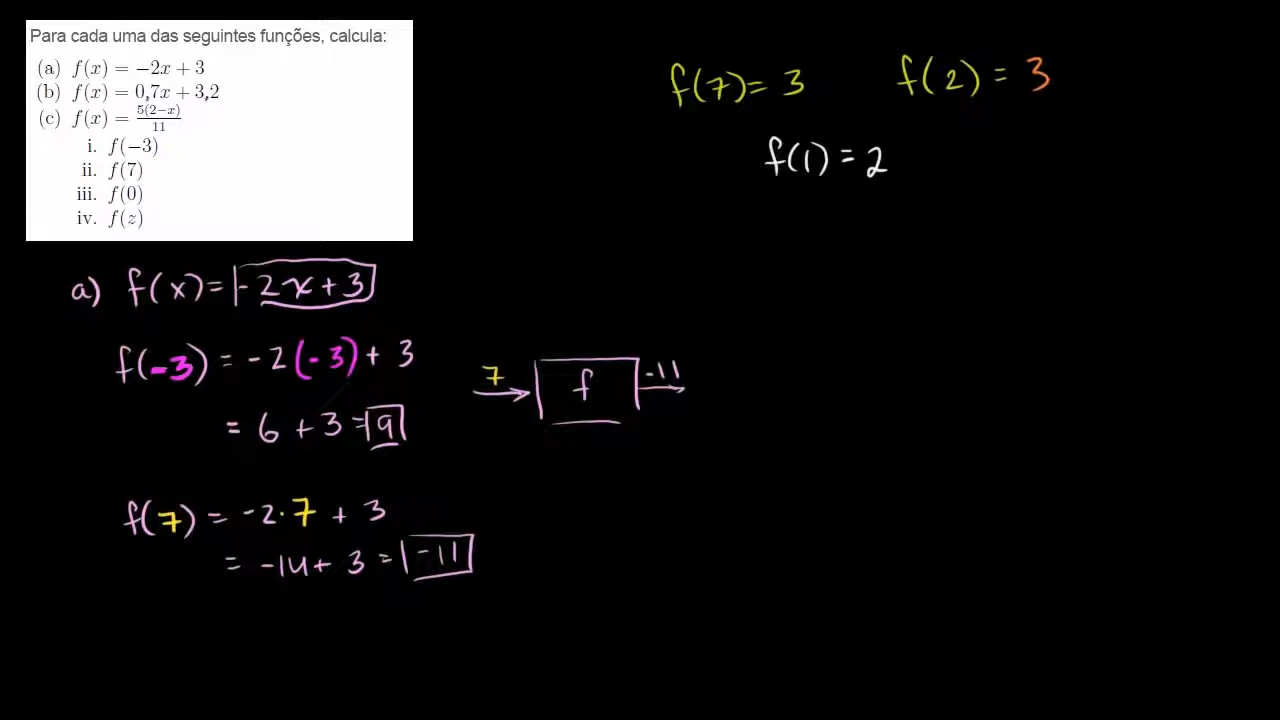 Para cada uma das seguintes funções, calcula:
(a) f(x) = −2x + 3
(b) f(x) = 0,7x + 3,2
(c) f(x) = 5(2−x)/11
i. f(−3)
ii. f(7)
iii. f(0)
iv. f(z)
f(7) = 3
f(2) = 3
f(1) = 2
a) f(x) = -2x + 3
f(-3) = -2(-3) + 3
= 6 + 3 = 9
7 f -11
f(7) = -2·7 + 3
= -14 + 3 = -11